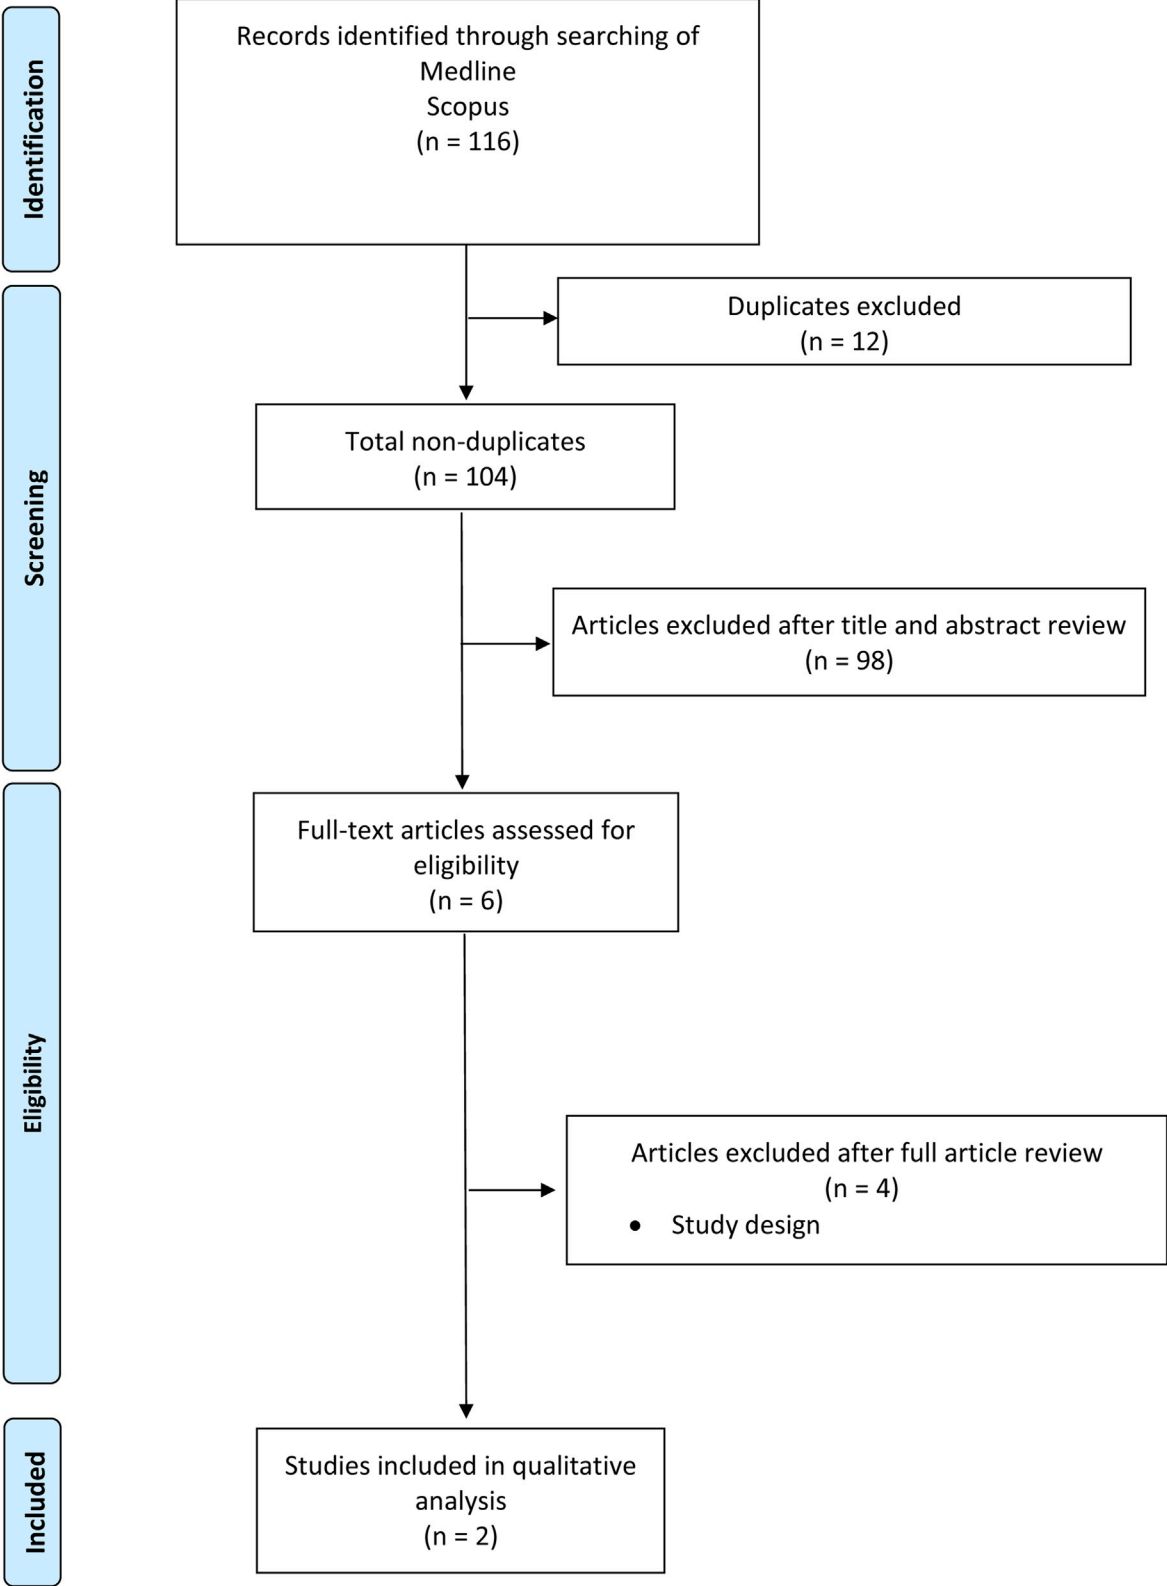 Identification
Records identified through searching of
Medline
Scopus
(n = 116)
Screening
Duplicates excluded
(n = 12)
Total non-duplicates
(n = 104)
Articles excluded after title and abstract review
(n = 98)
Eligibility
Full-text articles assessed for
eligibility
(n = 6)
Articles excluded after full article review
(n = 4)
• Study design
Included
Studies included in qualitative
analysis
(n = 2)